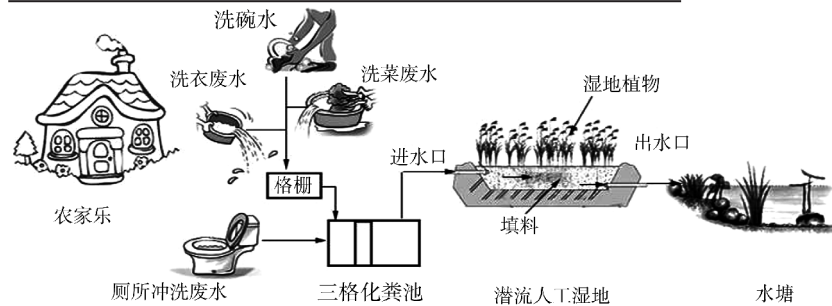 洗碗水
洗衣废水
洗菜废水
湿地植物
进水口
出水口
格栅
农家乐
填料
厕所冲洗废水
三格化粪池
潜流人工湿地
水塘